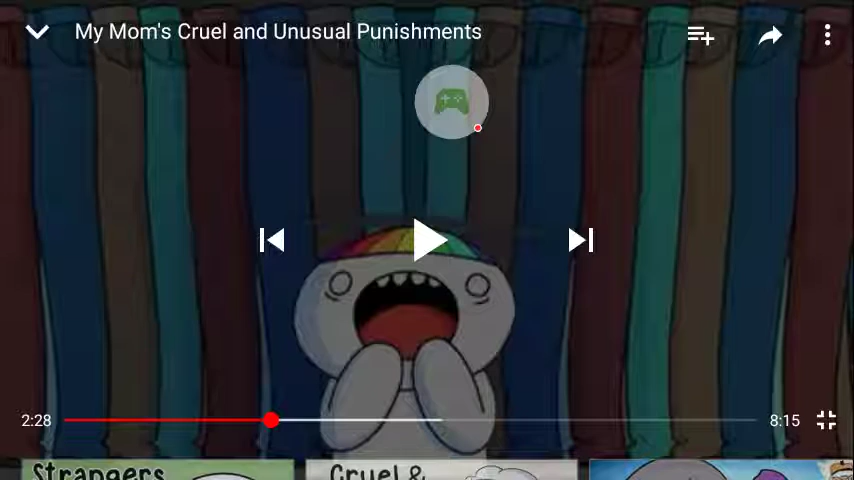 My Mom's Cruel and Unusual Punishments
2:28
8:15
Strangers
Cruel &